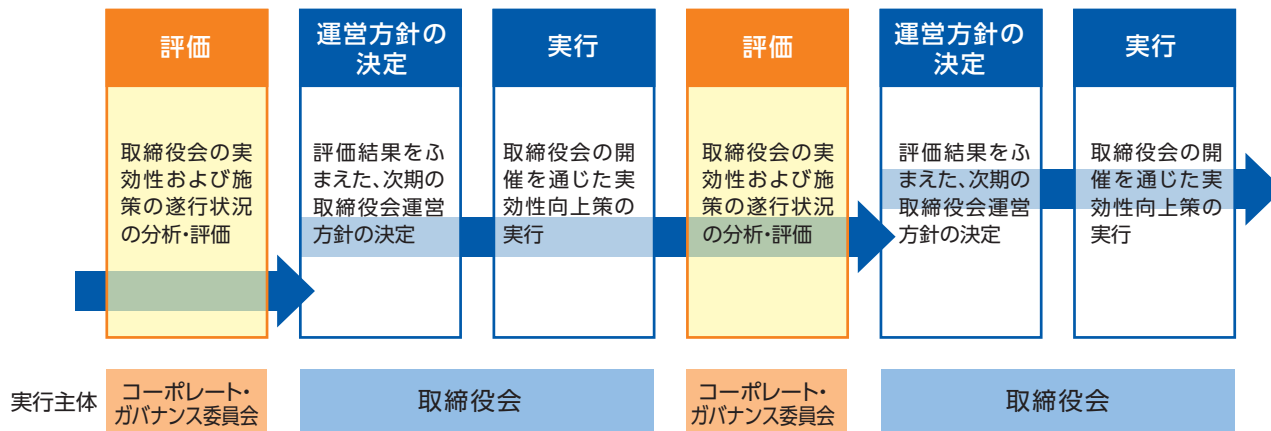 評価
取締役会の実
効性および施
策の遂行状況
の分析・評価
運営方針の
決定
評価結果をふ
まえた、次期の
取締役会運営
方針の決定
実行
取締役会の開
催を通じた実
効性向上策の
実行
評価
取締役会の実
効性および施
策の遂行状況
の分析・評価
運営方針の
決定
評価結果をふ
まえた、次期の
取締役会運営
方針の決定
実行
取締役会の開
催を通じた実
効性向上策の
実行
実行主体
コーポレート・
ガバナンス委員会
取締役会
コーポレート・
ガバナンス委員会
取締役会